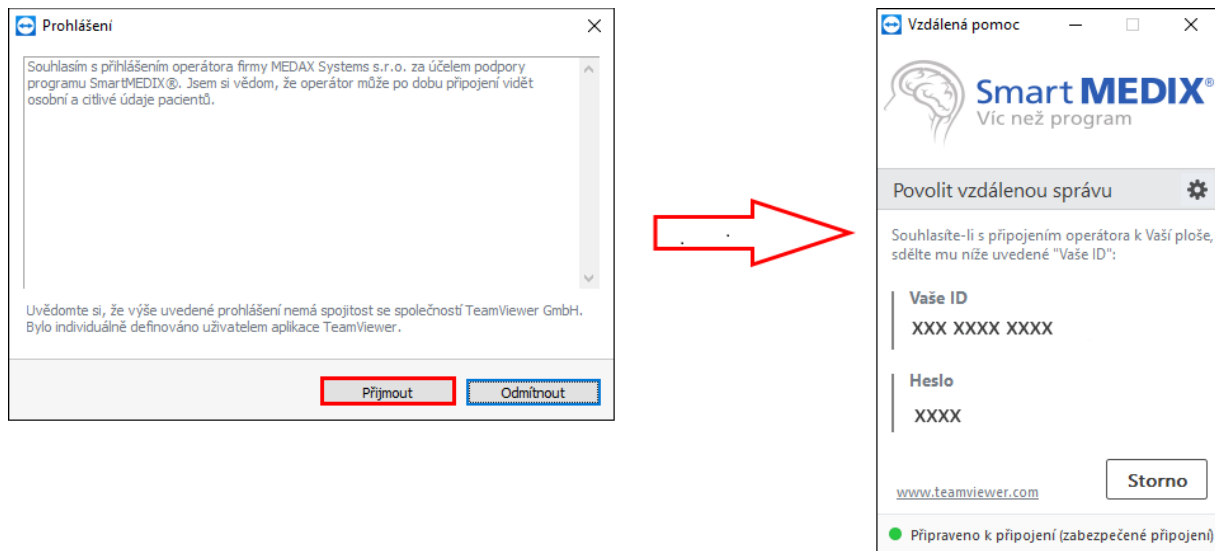 Prohlášení
Souhlasím s přihlášením operátora firmy MEDAX Systems s.r.o. za účelem podpory
programu SmartMEDIX®. Jsem si vědom, že operátor může po dobu připojení vidět
osobní a citlivé údaje pacientů.
Uvědomte si, že výše uvedené prohlášení nemá spojitost se společností TeamViewer GmbH.
Bylo individuálně definováno uživatelem aplikace TeamViewer.
Přijmout
Odmítnout
Vzdálená pomoc
Smart MEDIX®
Víc než program
Povolit vzdálenou správu
Souhlasíte-li s připojením operátora k Vaší ploše,
sdělte mu níže uvedené "Vaše ID":
Vaše ID
XXX XXXX XXXX
Heslo
XXXX
www.teamviewer.com
Storno
Připraveno k připojení (zabezpečené připojení)